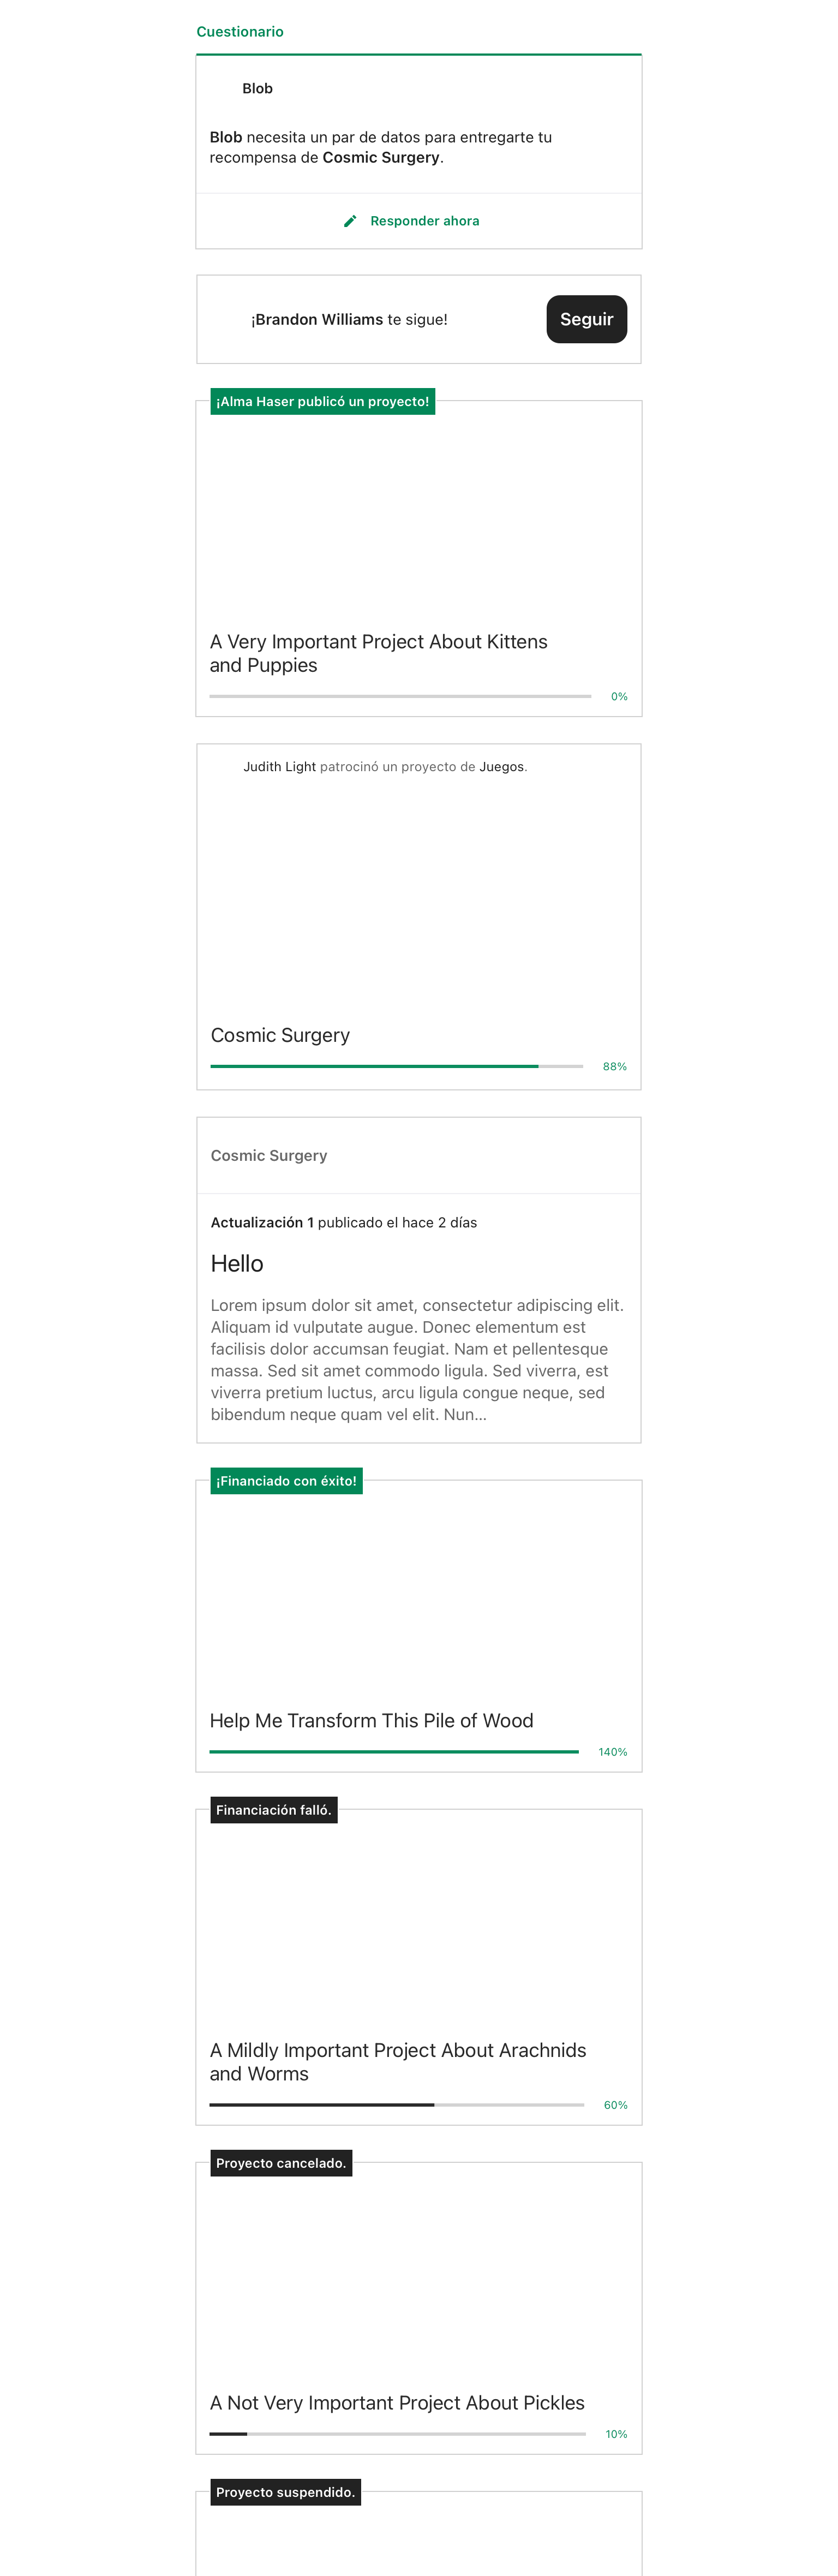 Cuestionario
Blob
Blob necesita un par de datos para entregarte tu
recompensa de Cosmic Surgery.
Responder ahora
¡Brandon Williams te sigue!
Seguir
¡Alma Haser publicó un proyecto!
A Very Important Project About Kittens
and Puppies
0%
Judith Light patrocinó un proyecto de Juegos.
Cosmic Surgery
88%
Cosmic Surgery
Actualización 1 publicado el hace 2 días
Hello
Lorem ipsum dolor sit amet, consectetur adipiscing elit.
Aliquam id vulputate augue. Donec elementum est
facilisis dolor accumsan feugiat. Nam et pellentesque
massa. Sed sit amet commodo ligula. Sed viverra, est
viverra pretium luctus, arcu ligula congue neque, sed
bibendum neque quam vel elit. Nun...
¡Financiado con éxito!
Help Me Transform This Pile of Wood
140%
Financiación falló.
A Mildly Important Project About Arachnids
and Worms
60%
Proyecto cancelado.
A Not Very Important Project About Pickles
10%
Proyecto suspendido.